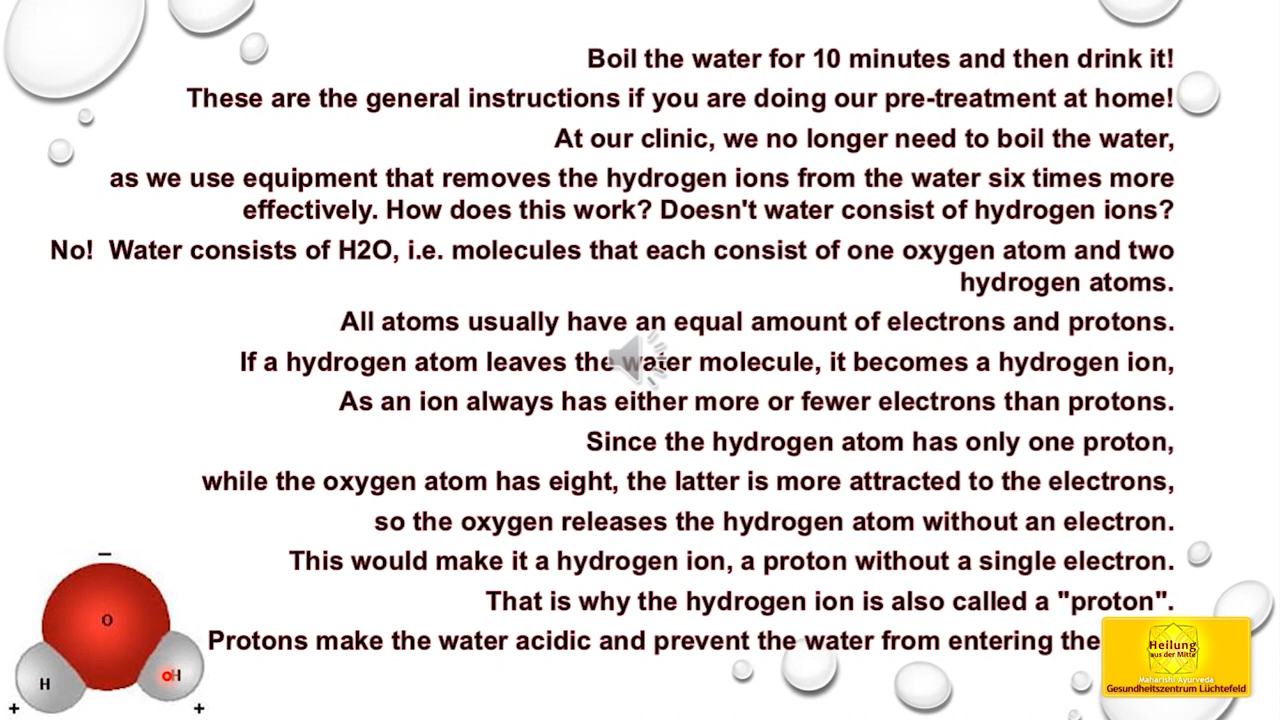 Boil the water for 10 minutes and then drink it!
These are the general instructions if you are doing our pre-treatment at home!
At our clinic, we no longer need to boil the water,
as we use equipment that removes the hydrogen ions from the water six times more
effectively. How does this work? Doesn't water consist of hydrogen ions?
No!  Water consists of H2O, i.e. molecules that each consist of one oxygen atom and two
hydrogen atoms.
All atoms usually have an equal amount of electrons and protons.
If a hydrogen atom leaves the water molecule, it becomes a hydrogen ion,
As an ion always has either more or fewer electrons than protons.
Since the hydrogen atom has only one proton,
while the oxygen atom has eight, the latter is more attracted to the electrons,
so the oxygen releases the hydrogen atom without an electron.
This would make it a hydrogen ion, a proton without a single electron.
That is why the hydrogen ion is also called a "proton".
Protons make the water acidic and prevent the water from entering the
−
O
H
H
+
+
Heilung
aus der Mitte
Maharishi Ayurveda
Gesundheitszentrum Lüchtefeld